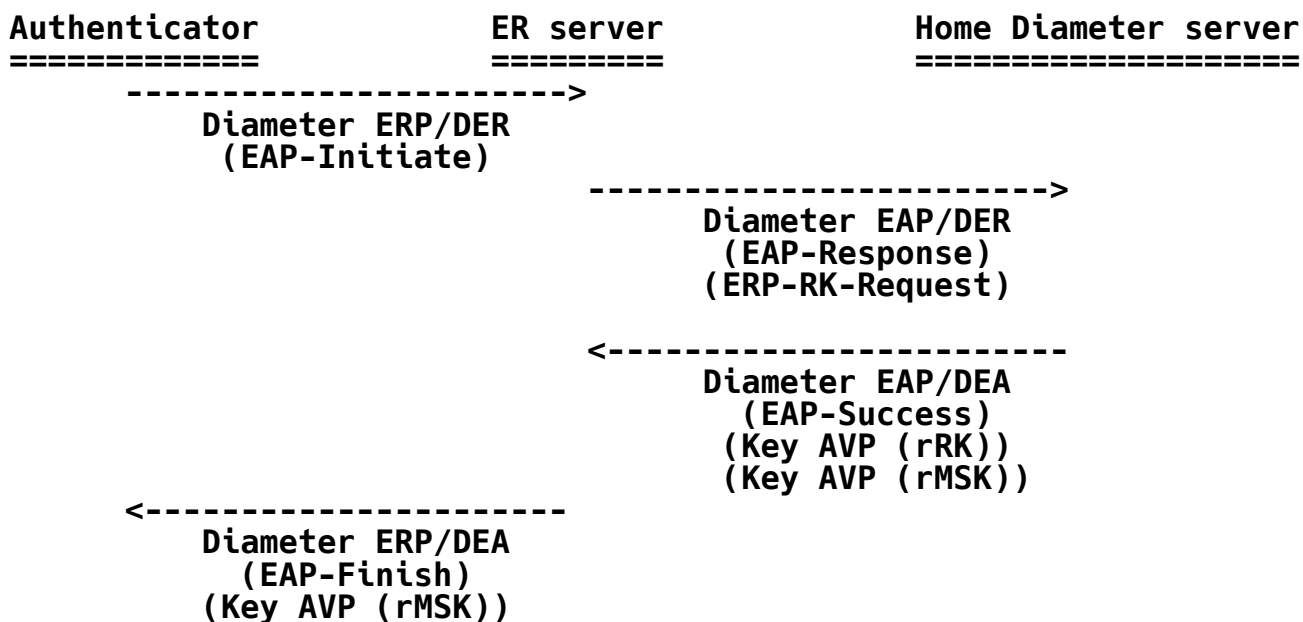 Authenticator ER server Home Diameter server
============= ========= ====================
----------------------->
Diameter ERP/DER
(EAP-Initiate)
------------------------>
Diameter EAP/DER
(EAP-Response)
(ERP-RK-Request)
<------------------------
Diameter EAP/DEA
(EAP-Success)
(Key AVP (rRK))
(Key AVP (rMSK))
<----------------------
Diameter ERP/DEA
(EAP-Finish)
(Key AVP (rMSK))